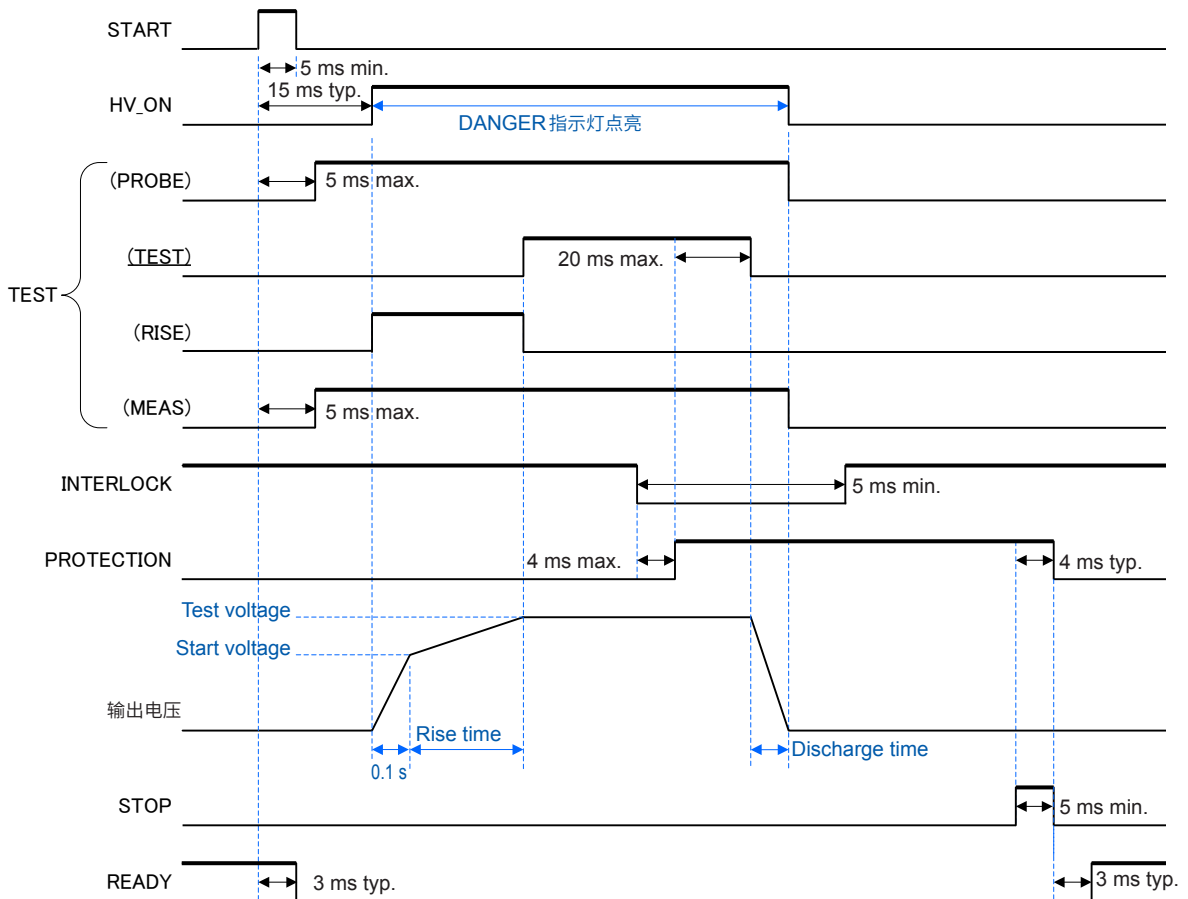 START
5 ms min.
15 ms typ.
HV_ON
DANGER指示灯点亮
(PROBE)
5 ms max.
(TEST)
20 ms max.
TEST
(RISE)
(MEAS)
5 ms max.
INTERLOCK
5 ms min.
PROTECTION
4 ms max.
4 ms typ.
Test voltage
Start voltage
输出电压
Rise time
Discharge time
0.1 s
STOP
5 ms min.
READY
3 ms typ.
3 ms typ.